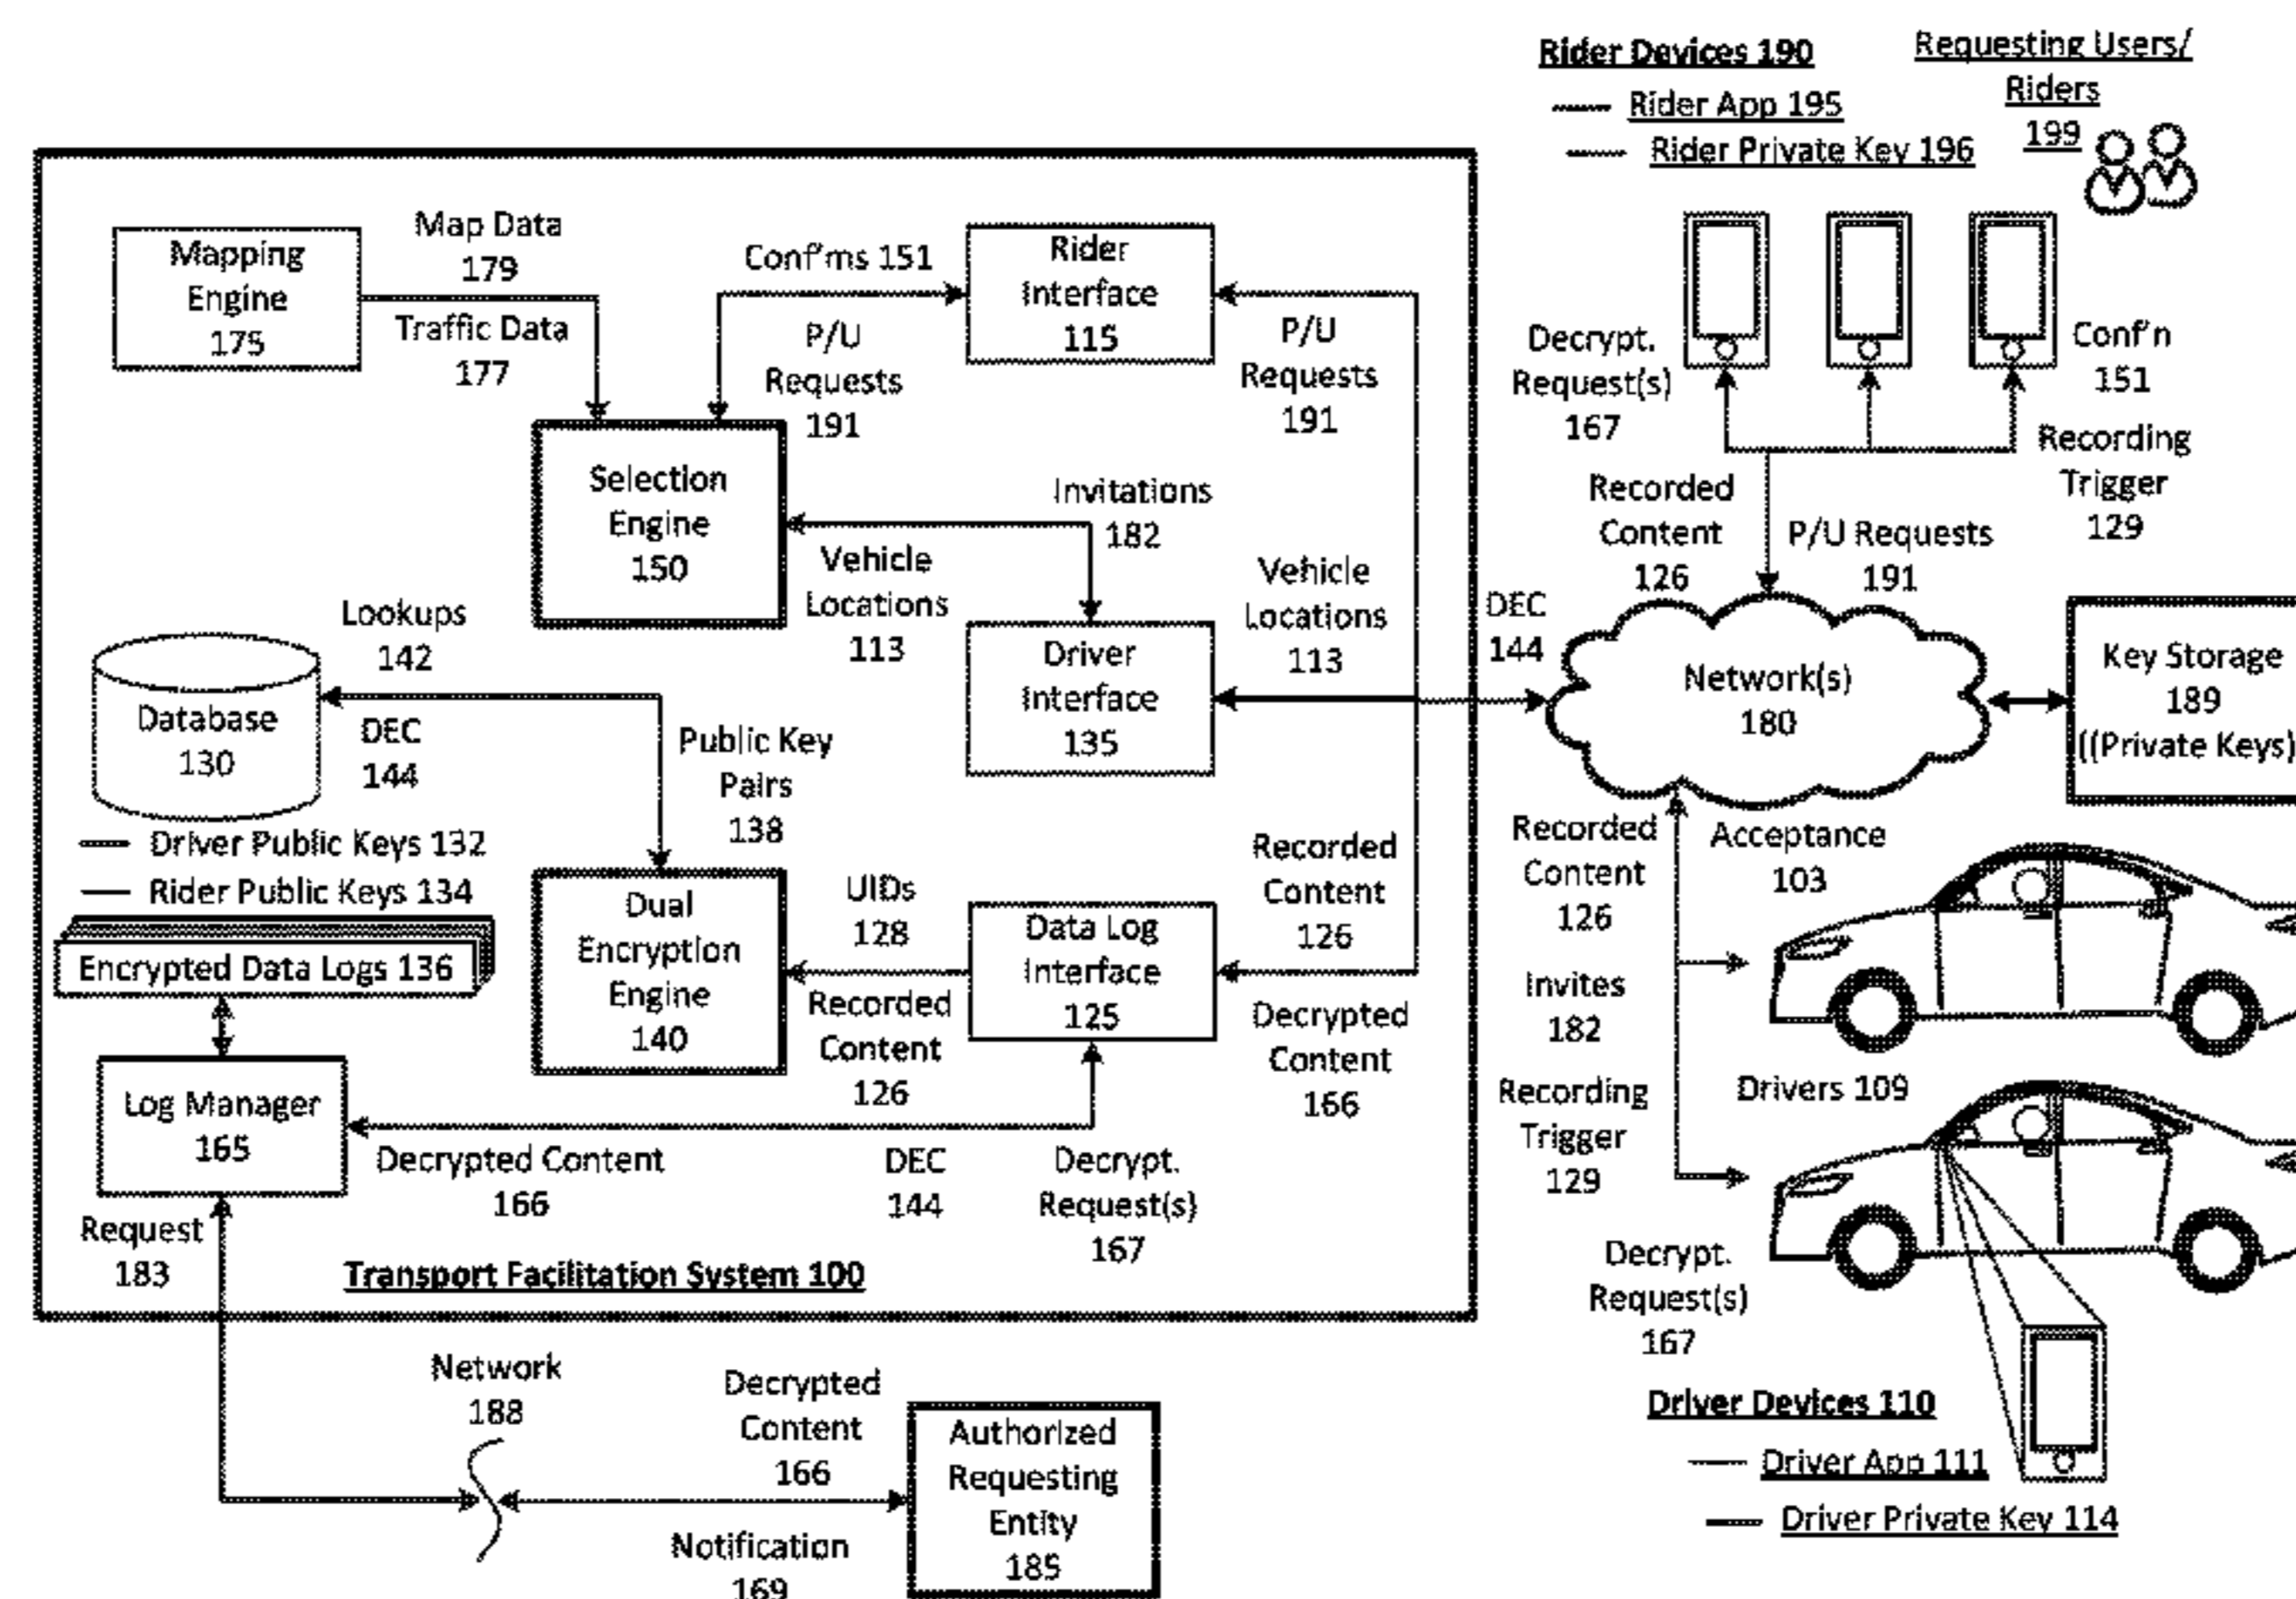 Rider Devices 190
Rider App 195
Rider Private Key 196
Requesting Users/
Riders
199
Mapping
Engine
175
Map Data
179
Traffic Data
177
Conf'ms 151
P/U
Requests
191
Rider
Interface
115
P/U
Requests
191
Decrypt.
Request(s)
167
Conf'n
151
Recording
Trigger
129
Recorded
Content
126
P/U Requests
191
Selection
Engine
150
Invitations
182
Vehicle
Locations
113
Vehicle
Locations
113
DEC
144
Driver
Interface
135
Network(s)
180
Key Storage
189
((Private Keys)
Lookups
142
Database
130
DEC
144
Public Key
Pairs
138
Driver Public Keys 132
Rider Public Keys 134
Encrypted Data Logs 136
Dual
Encryption
Engine
140
UIDs
128
Recorded
Content
126
Data Log
Interface
125
Recorded
Content
126
Decrypted
Content
166
Recorded
Content
126
Acceptance
103
Invites
182
Drivers 109
Recording
Trigger
129
Decrypt.
Request(s)
167
Log Manager
165
Decrypted Content
166
DEC
144
Decrypt.
Request(s)
167
Request
183
Transport Facilitation System 100
Network
188
Decrypted
Content
166
Notification
169
Authorized
Requesting
Entity
185
Driver Devices 110
Driver App 111
Driver Private Key 114